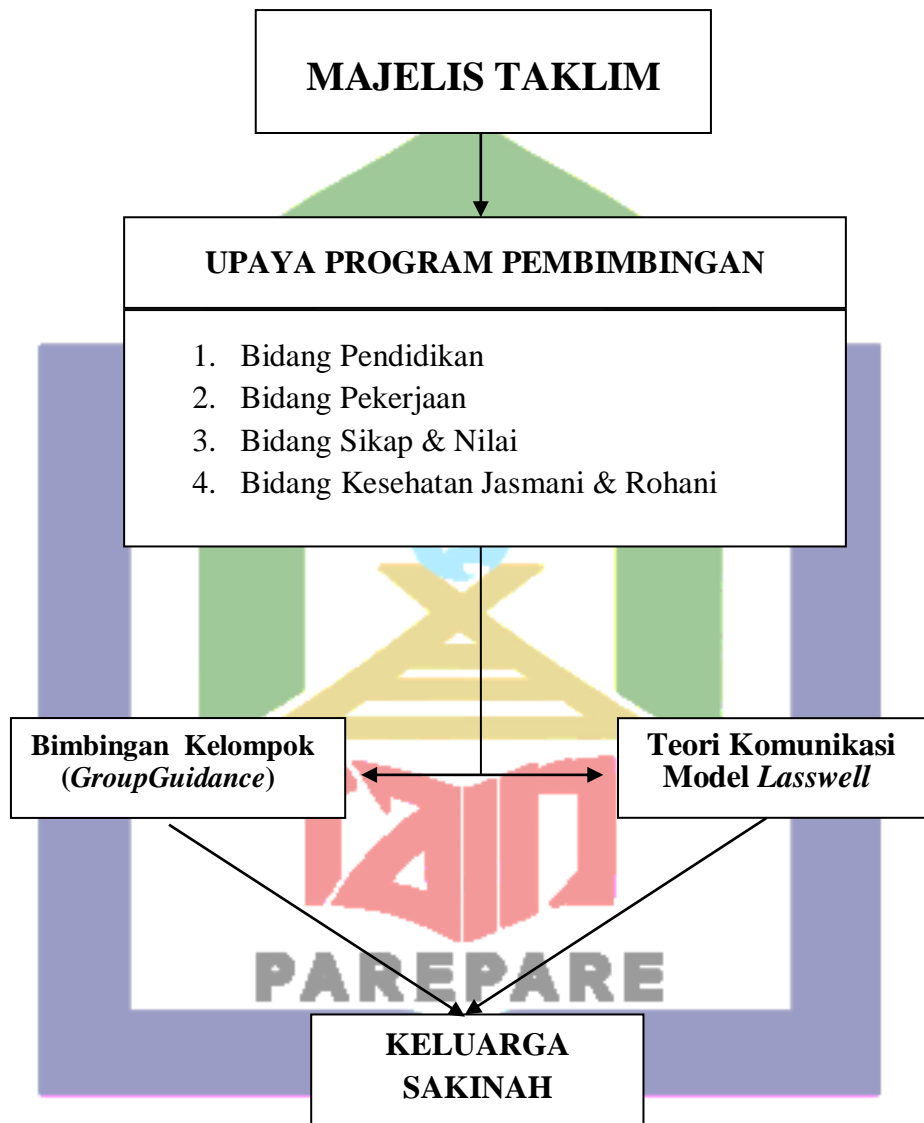 MAJELIS TAKLIM
UPAYA PROGRAM PEMBIMBINGAN
1. Bidang Pendidikan
2. Bidang Pekerjaan
3. Bidang Sikap & Nilai
4. Bidang Kesehatan Jasmani & Rohani
Bimbingan Kelompok
(GroupGuidance)
Teori Komunikasi
Model Lasswell
iain
PAREPARE
KELUARGA
SAKINAH